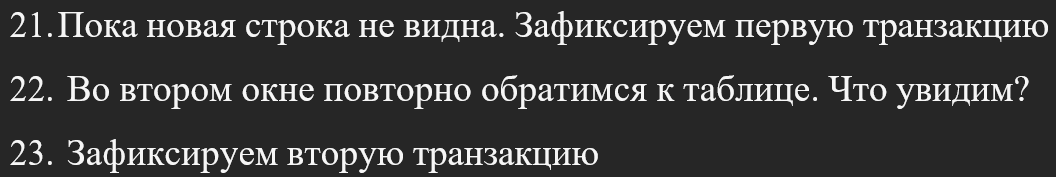 21.Пока новая строка не видна. Зафиксируем первую транзакцию
22. Во втором окне повторно обратимся к таблице. Что увидим?
23. Зафиксируем вторую транзакцию